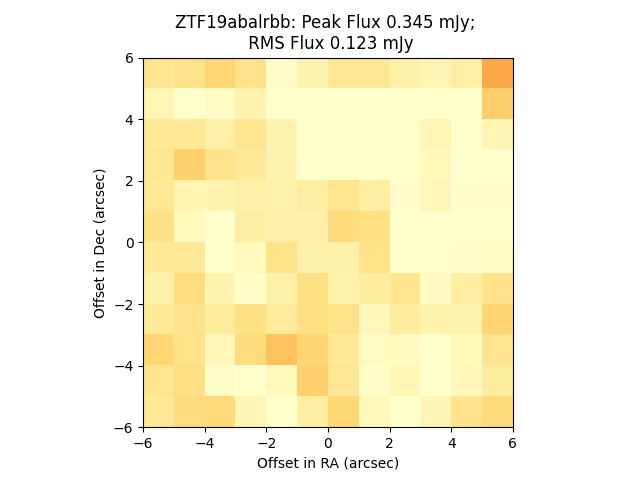 ZTF19abalrbb: Peak Flux 0.345 mJy;
RMS Flux 0.123 mJy
6
4
2
0
−2
−4
−6
Offset in Dec (arcsec)
−6 −4 −2 0 2 4 6
Offset in RA (arcsec)